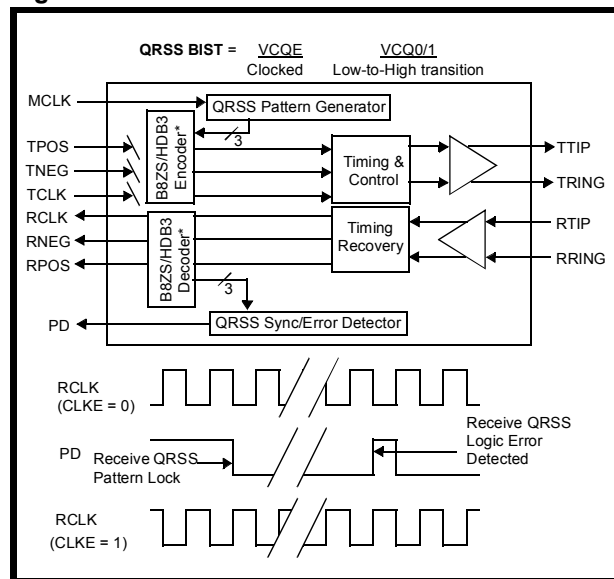 QRSS BIST = VCQE VCQ0/1
Clocked Low-to-High transition
MCLK
QRSS Pattern Generator
3
TPOS
TNEG
TCLK
B8ZS/HDB3
Encoder*
Timing &
Control
TTIP
TRING
RCLK
RNEG
RPOS
B8ZS/HDB3
Decoder*
Timing
Recovery
RTIP
RRING
3
PD
QRSS Sync/Error Detector
RCLK
(CLKE = 0)
PD
Receive QRSS
Pattern Lock
Receive QRSS
Logic Error
Detected
RCLK
(CLKE = 1)